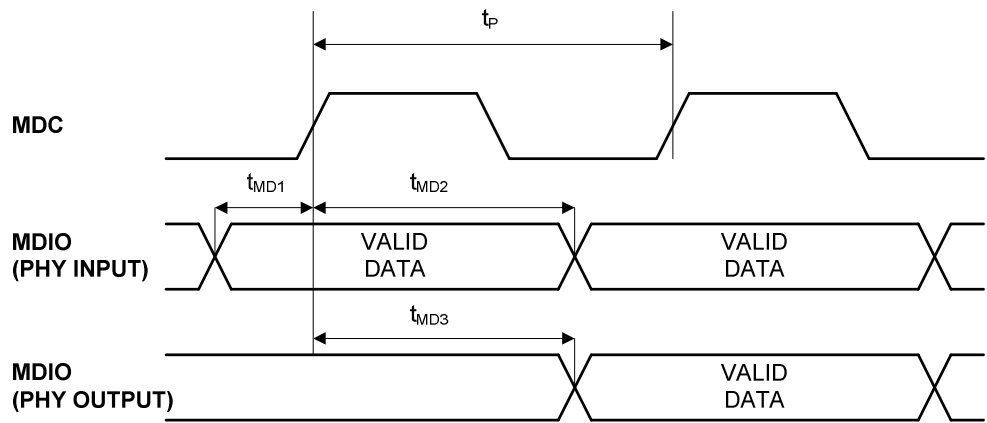 tP
MDC
tMD1
tMD2
MDIO
(PHY INPUT)
VALID
DATA
VALID
DATA
tMD3
MDIO
(PHY OUTPUT)
VALID
DATA